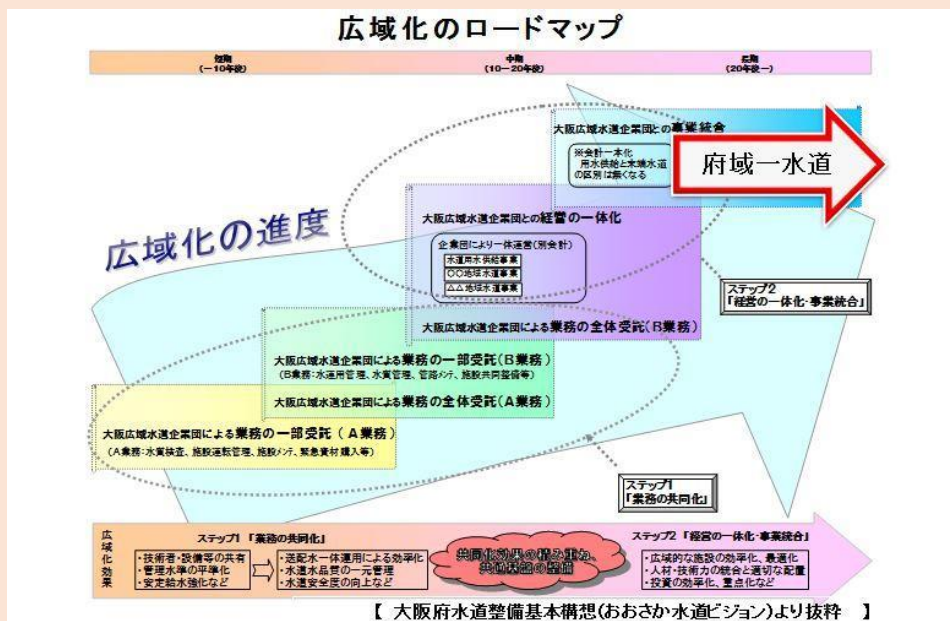 広域化のロードマップ
短期
(－10年後)
中期
(10－20年後)
長期
(20年後－)
大阪広域水道企業団との事業統合
※会計一本化
用水供給と末端水道
の区別は無くなる
府域一水道
広域化の進度
大阪広域水道企業団との経営の一体化
企業団により一体運営(別会計)
水道用水供給事業
○○地域水道事業
△△地域水道事業
ステップ2
「経営の一体化・事業統合」
大阪広域水道企業団による業務の全体受託(B業務)
大阪広域水道企業団による業務の一部受託(B業務)
(B業務:水運用管理、水質管理、管路メンテ、施設共同整備等)
大阪広域水道企業団による業務の全体受託(A業務)
大阪広域水道企業団による業務の一部受託(A業務)
(A業務:水質検査、施設運転管理、施設メンテ、緊急資材購入等)
ステップ1
「業務の共同化」
広域化効果
ステップ1 「業務の共同化」
・技術者・設備等の共有
・管理水準の平準化
・安定給水強化など
・送配水一体運用による効率化
・水道水品質の一元管理
・水道安全度の向上など
共同化効果の積み重ね、
共通基盤の整備
ステップ2 「経営の一体化・事業統合」
・広域的な施設の効率化、最適化
・人材・技術力の統合と適切な配置
・投資の効率化、重点化など
【 大阪府水道整備基本構想(おおさか水道ビジョン)より抜粋 】